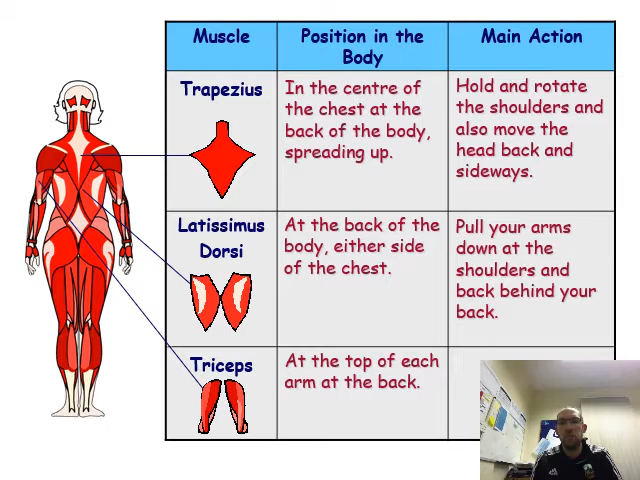 Muscle
Position in the
Body
Main Action
Trapezius
In the centre of
the chest at the
back of the body,
spreading up.
Hold and rotate
the shoulders and
also move the
head back and
sideways.
Latissimus
Dorsi
At the back of the
body, either side
of the chest.
Pull your arms
down at the
shoulders and
back behind your
back.
Triceps
At the top of each
arm at the back.